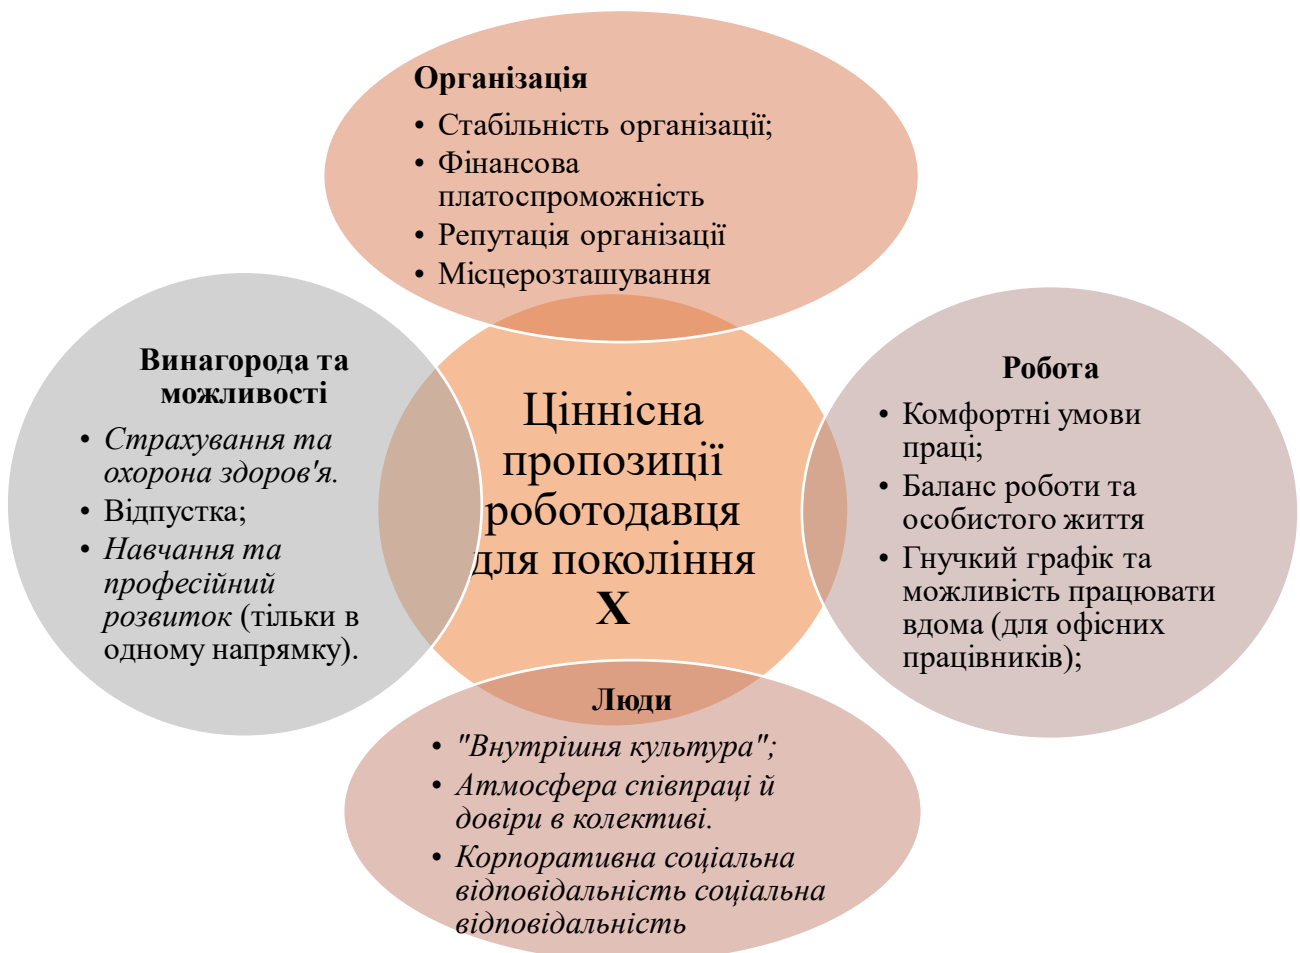 Організація
• Стабільність організації;
• Фінансова
платоспроможність
• Репутація організації
• Місцерозташування
Винагорода та
можливості
• Страхування та
охорона здоров'я.
• Відпустка;
• Навчання та
професійний
розвиток (тільки в
одному напрямку).
Ціннісна
пропозиції
роботодавця
для покоління
X
Робота
• Комфортні умови
праці;
• Баланс роботи та
особистого життя
• Гнучкий графік та
можливість працювати
вдома (для офісних
працівників);
Люди
• "Внутрішня культура";
• Атмосфера співпраці й
довіри в колективі.
• Корпоративна соціальна
відповідальність соціальна
відповідальність